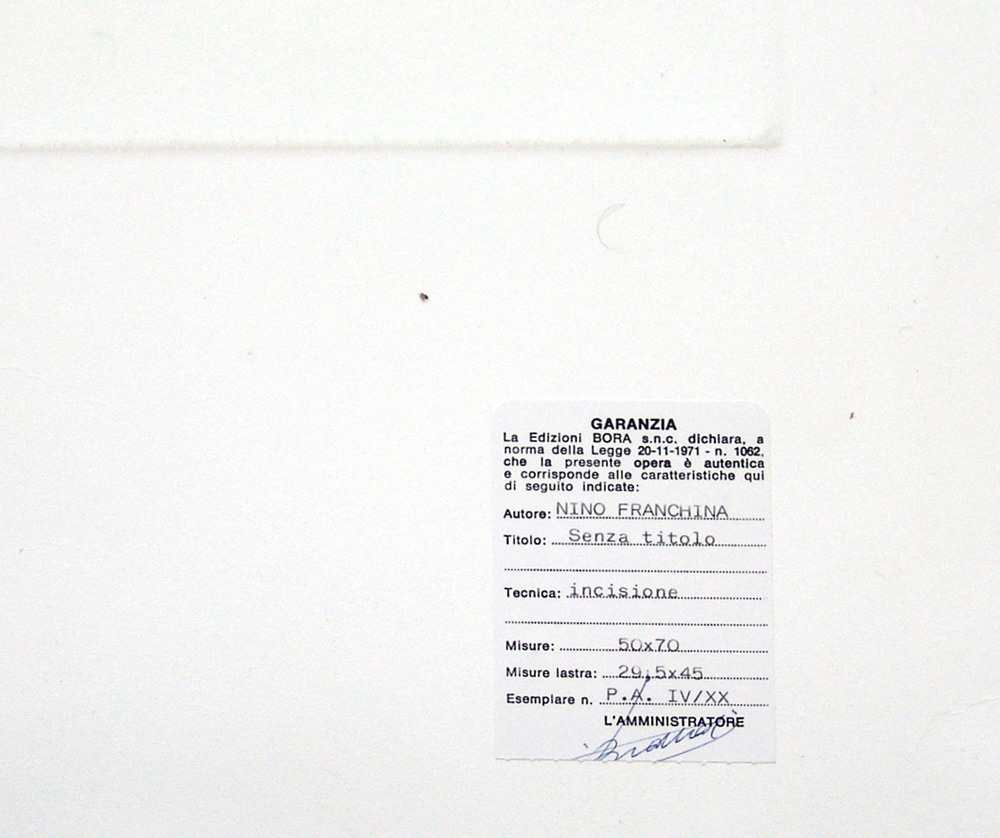 GARANZIA
La Edizioni BORA s.n.c. dichiara, a
norma della Legge 20-11-1971 - n. 1062,
che la presente opera è autentica
e corrisponde alle caratteristiche qui
di seguito indicate:
Autore: NINO FRANCHINA
Titolo: Senza titolo
Tecnica: incisione
Misure: 50x70
Misure lastra: 29,5x45
Esemplare n. P.A. IV/XX
L'AMMINISTRATORE